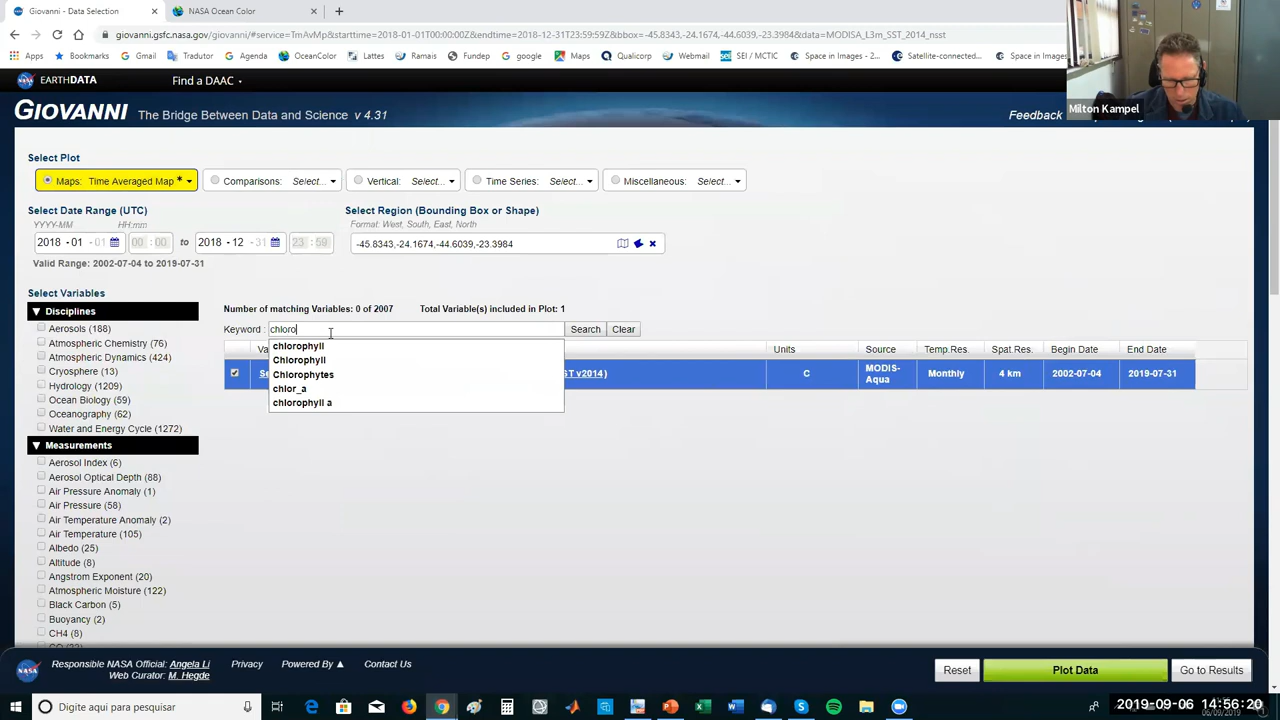 Giovanni - Data Selection
NASA Ocean Color
giovanni.gsfc.nasa.gov/giovanni/#service=TmAvMp&starttime=2018-01-01T00:00:00Z&endtime=2018-12-31T23:59:59Z&bbox=-45.8343,-24.1674,-44.6039,-23.3984&data=MODISA_L3m_SST_2014_nsst
Apps Bookmarks Gmail Tradutor Agenda OceanColor Lattes Ramais Grupo F google Maps Qualicorp Webmail SEI / MCTIC Space in Images - 2... Satellite-connected... Space in Images
EARTHDATA Find a DAAC
Milton Kampel
GIOVANNI The Bridge Between Data and Science v 4.31 Feedback
Select Plot
Maps: Time Averaged Map * Comparisons: Select... Vertical: Select... Time Series: Select... Miscellaneous: Select...
Select Date Range (UTC) Select Region (Bounding Box or Shape)
YYYY-MM HH:mm Format: West, South, East, North
2018 - 01 - 01 00 : 00 to 2018 - 12 - 31 23 : 59 -45.8343,-24.1674,-44.6039,-23.3984
Valid Range: 2002-07-04 to 2019-07-31
Select Variables
Disciplines
Aerosols (188)
Atmospheric Chemistry (76)
Atmospheric Dynamics (424)
Cryosphere (13)
Hydrology (1209)
Ocean Biology (59)
Oceanography (62)
Water and Energy Cycle (1272)
Measurements
Aerosol Index (6)
Aerosol Optical Depth (88)
Air Pressure Anomaly (1)
Air Pressure (58)
Air Temperature Anomaly (2)
Air Temperature (105)
Albedo (25)
Altitude (8)
Angstrom Exponent (20)
Atmospheric Moisture (122)
Black Carbon (5)
Buoyancy (2)
CH4 (8)
Number of matching Variables: 0 of 2007 Total Variable(s) included in Plot: 1
Keyword : chloro Search Clear
chlorophyll
Chlorophyll
Chlorophytes
chlor_a
chlorophyll a
Units Source Temp.Res. Spat.Res. Begin Date End Date
ST v2014) C MODIS-Aqua Monthly 4 km 2002-07-04 2019-07-31
Responsible NASA Official: Angela Li Privacy Powered By ▲ Contact Us
Web Curator: M. Hegde
Reset Plot Data Go to Results
Digite aqui para pesquisar
2019-09-06 14:56:20